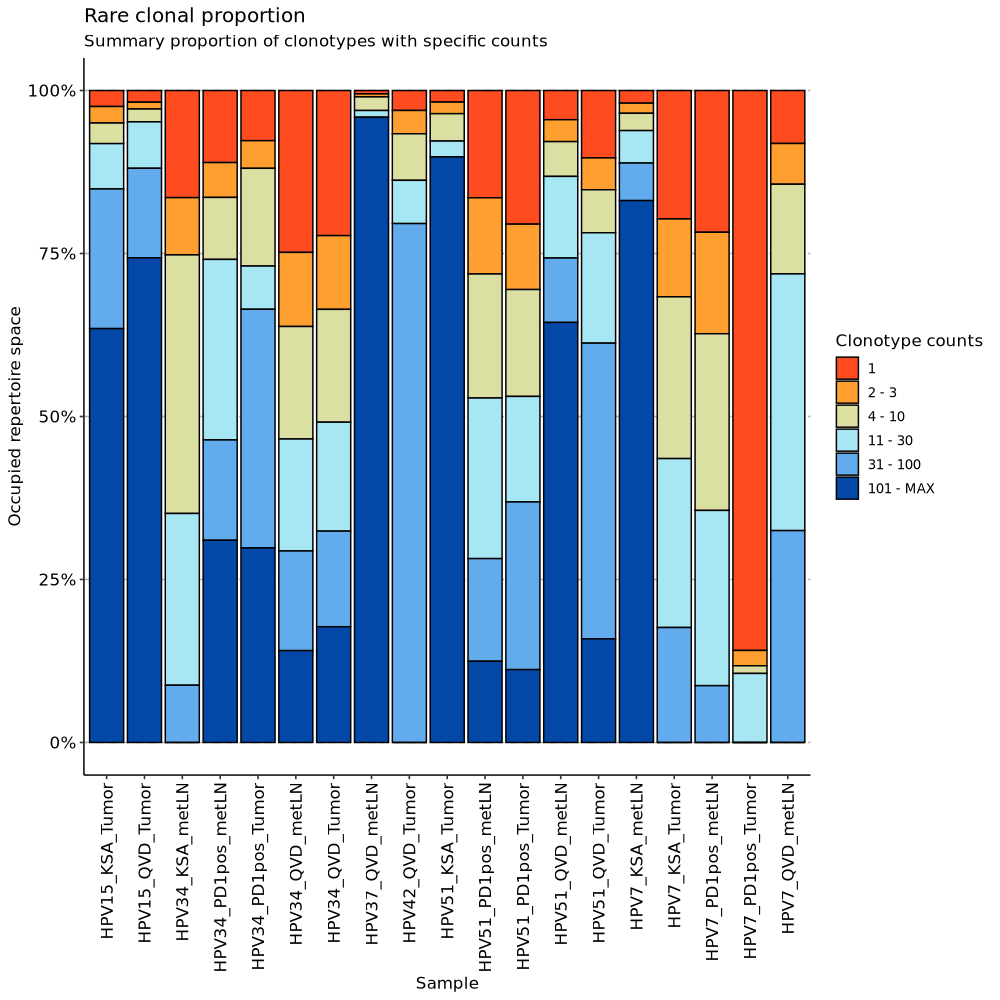 Rare clonal proportion
Summary proportion of clonotypes with specific counts
100%
75%
50%
25%
0%
Occupied repertoire space
HPV15_KSA_Tumor
HPV15_QVD_Tumor
HPV34_KSA_metLN
HPV34_PD1pos_metLN
HPV34_PD1pos_Tumor
HPV34_QVD_metLN
HPV34_QVD_Tumor
HPV37_QVD_metLN
HPV42_QVD_Tumor
HPV51_KSA_Tumor
HPV51_PD1pos_metLN
HPV51_PD1pos_Tumor
HPV51_QVD_metLN
HPV51_QVD_Tumor
HPV7_KSA_metLN
HPV7_KSA_Tumor
HPV7_PD1pos_metLN
HPV7_PD1pos_Tumor
HPV7_QVD_metLN
Sample
Clonotype counts
1
2 - 3
4 - 10
11 - 30
31 - 100
101 - MAX